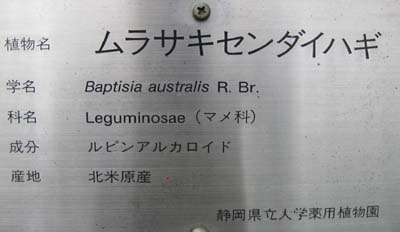 植物名 ムラサキセンダイハギ
学名 Baptisia australis R. Br.
科名 Leguminosae（マメ科）
成分 ルピンアルカロイド
産地 北米原産
静岡県立大学薬用植物園